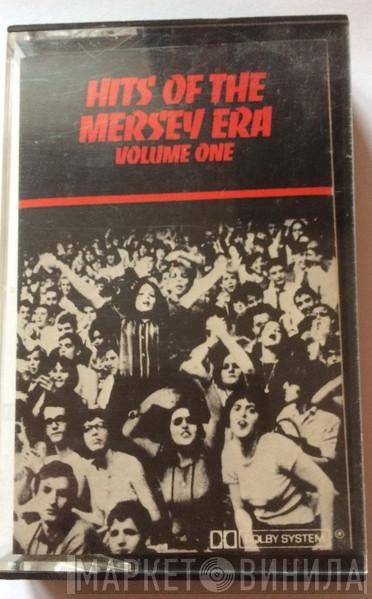 HITS OF THE
MERSEY ERA
VOLUME ONE
DOLBY SYSTEM ®
МАРКЕТ ВИНИЛА